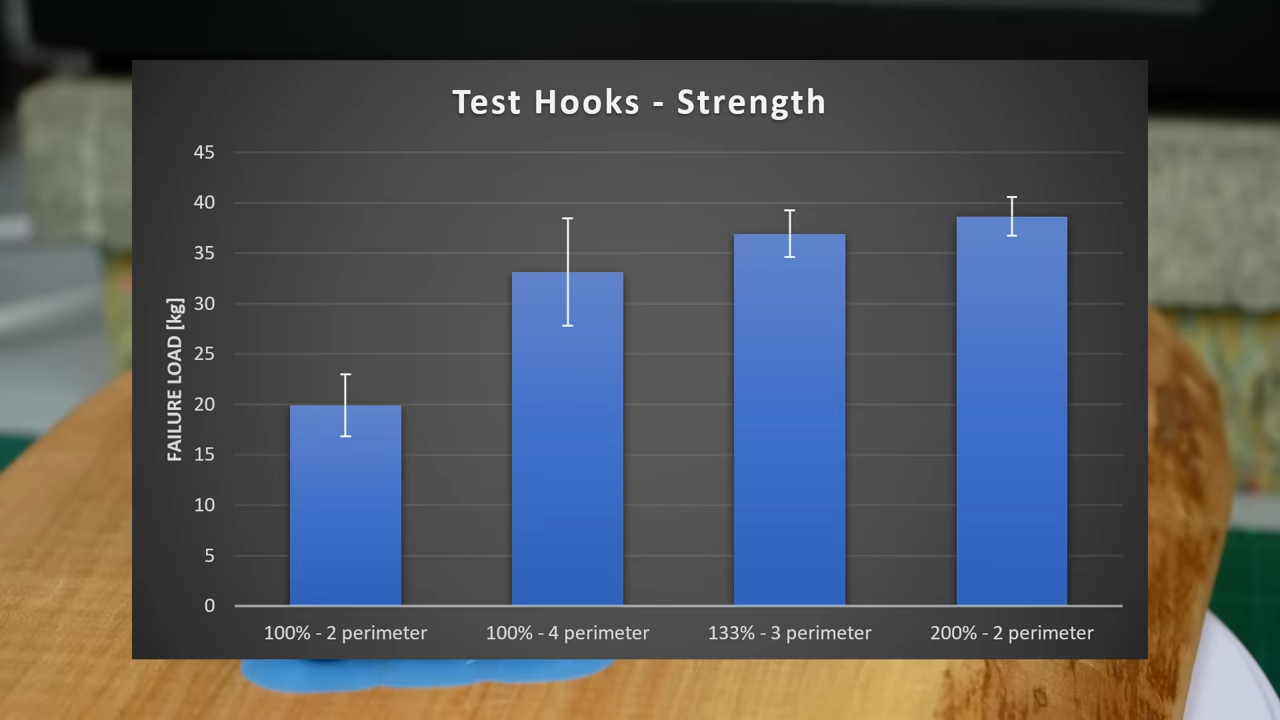 Test Hooks - Strength
45
40
35
30
25
20
15
10
5
0
FAILURE LOAD [kg]
100% - 2 perimeter
100% - 4 perimeter
133% - 3 perimeter
200% - 2 perimeter